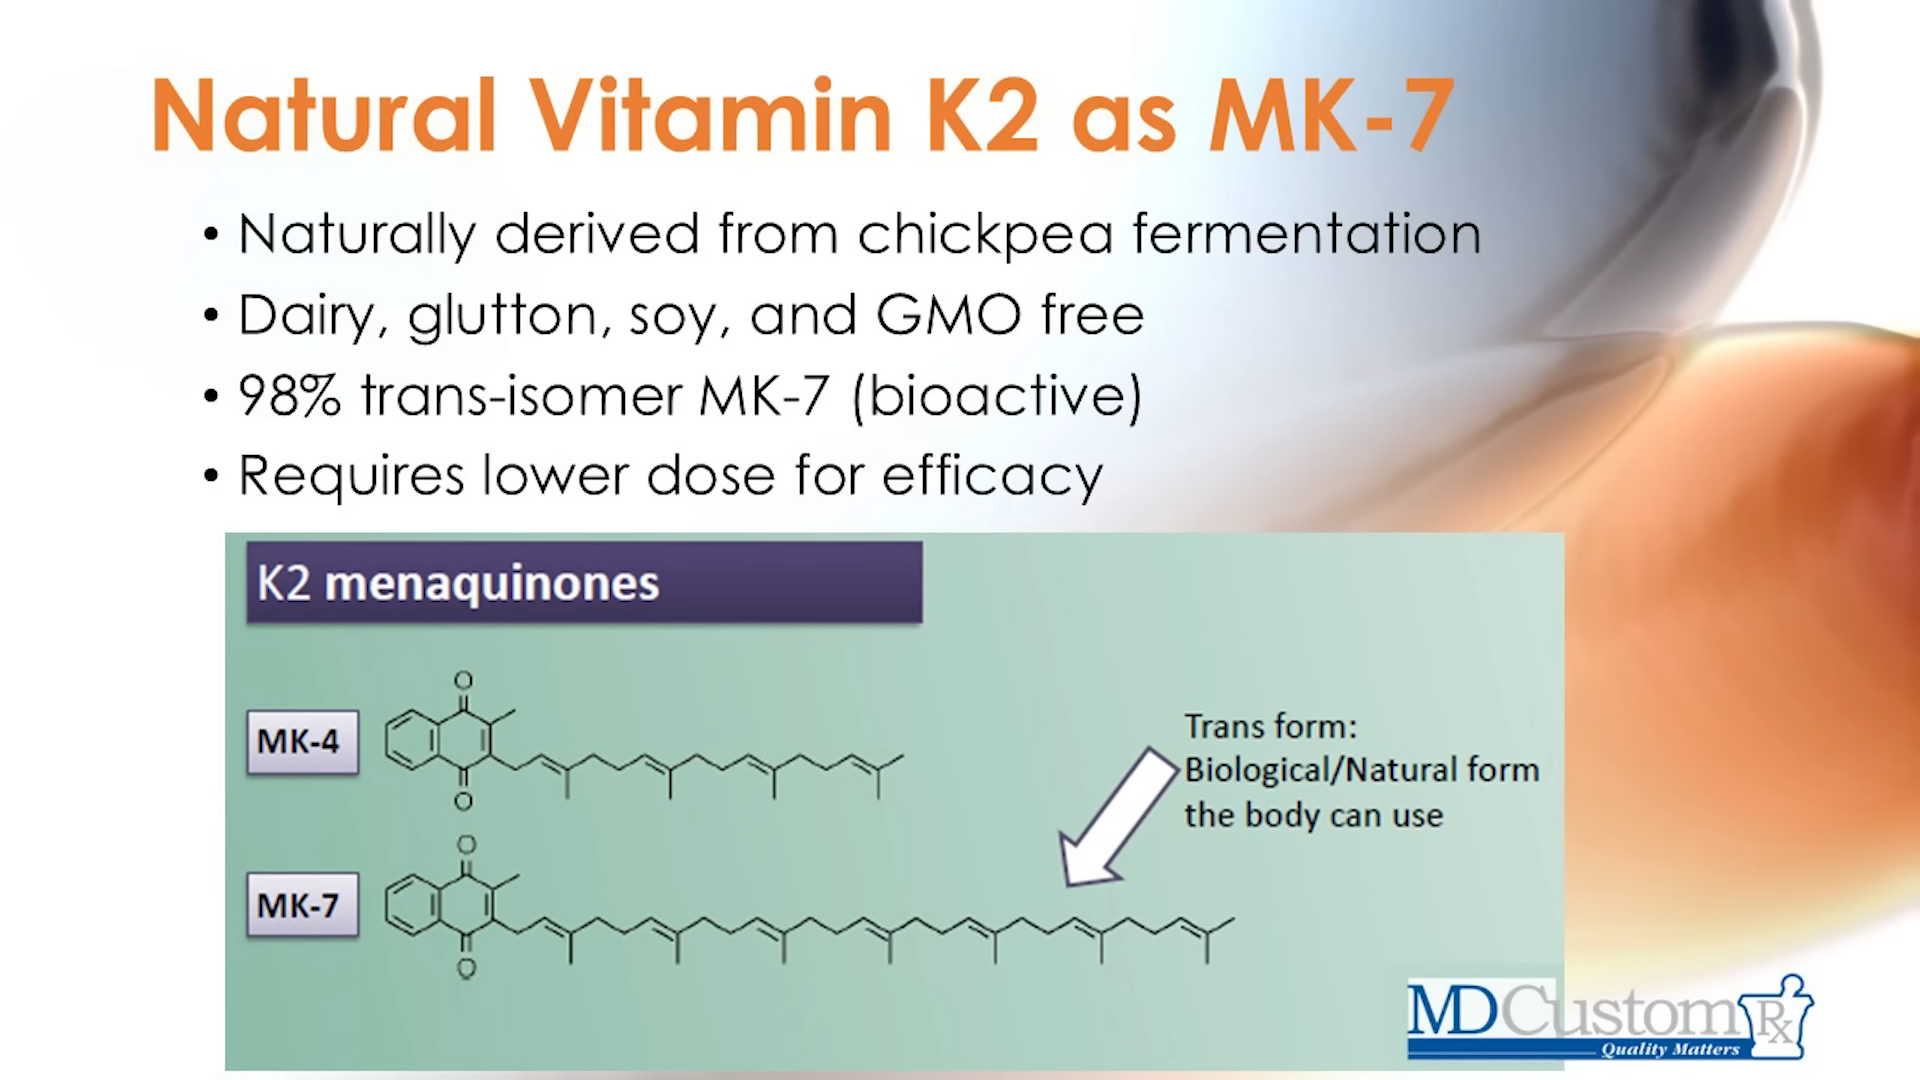 Natural Vitamin K2 as MK-7
• Naturally derived from chickpea fermentation
• Dairy, glutton, soy, and GMO free
• 98% trans-isomer MK-7 (bioactive)
• Requires lower dose for efficacy
K2 menaquinones
MK-4
O
O
Trans form:
Biological/Natural form
the body can use
MK-7
O
O
MDCustom Rx
Quality Matters